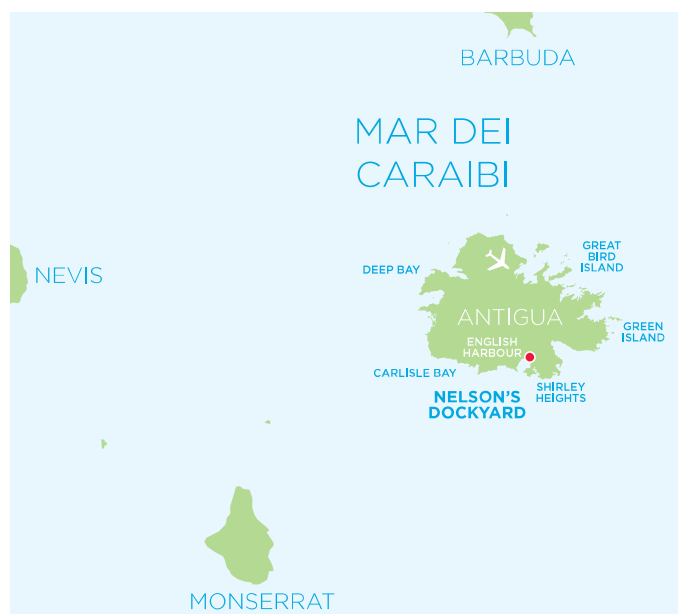 BARBUDA
MAR DEI
CARAIBI
GREAT
BIRD
ISLAND
DEEP BAY
NEVIS
ANTIGUA
GREEN
ISLAND
ENGLISH
HARBOUR
CARLISLE BAY
SHIRLEY
HEIGHTS
NELSON'S
DOCKYARD
MONSERRAT